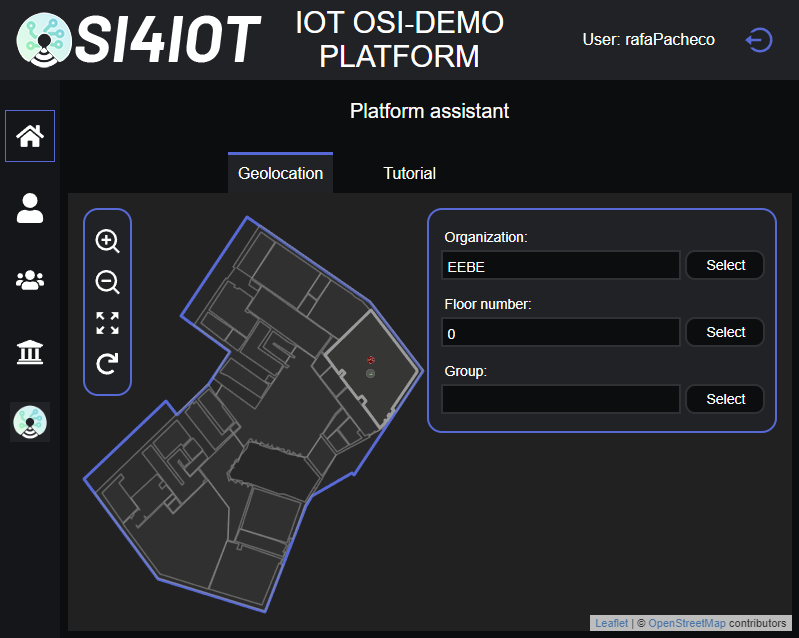 SI4IOT
IOT OSI-DEMO
PLATFORM
User: rafaPacheco
Platform assistant
Geolocation
Tutorial
Organization:
EEBE
Select
Floor number:
0
Select
Group:
Select
Leaflet | © OpenStreetMap contributors